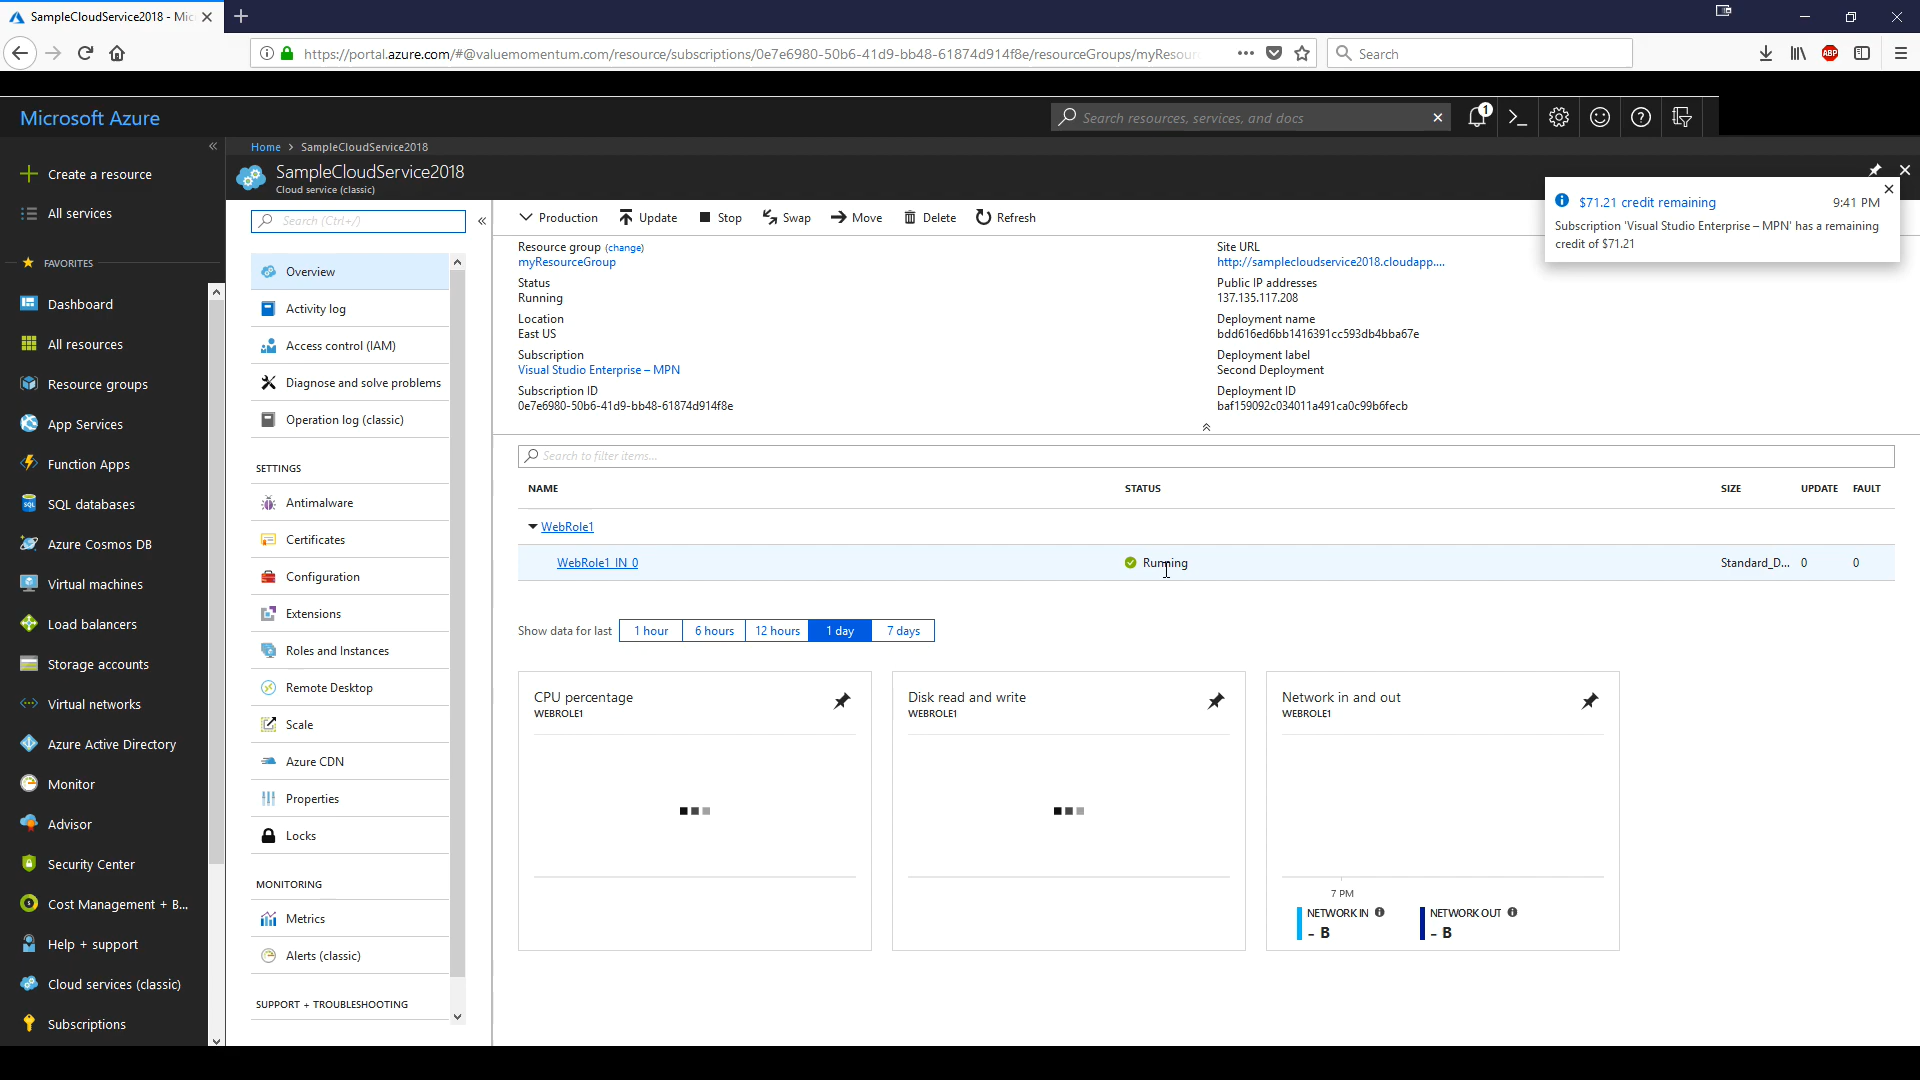 SampleCloudService2018 - Mic
https://portal.azure.com/#@valuemomentum.com/resource/subscriptions/0e7e6980-50b6-41d9-bb48-61874d914f8e/resourceGroups/myResour
Search
ABP
Microsoft Azure
Search resources, services, and docs
1
Home > SampleCloudService2018
SampleCloudService2018
Cloud service (classic)
Create a resource
All services
FAVORITES
Dashboard
All resources
Resource groups
App Services
Function Apps
SQL databases
Azure Cosmos DB
Virtual machines
Load balancers
Storage accounts
Virtual networks
Azure Active Directory
Monitor
Advisor
Security Center
Cost Management + B...
Help + support
Cloud services (classic)
Subscriptions
Search (Ctrl+/)
Overview
Activity log
Access control (IAM)
Diagnose and solve problems
Operation log (classic)
SETTINGS
Antimalware
Certificates
Configuration
Extensions
Roles and Instances
Remote Desktop
Scale
Azure CDN
Properties
Locks
MONITORING
Metrics
Alerts (classic)
SUPPORT + TROUBLESHOOTING
Production Update Stop Swap Move Delete Refresh
$71.21 credit remaining 9:41 PM
Subscription 'Visual Studio Enterprise – MPN' has a remaining
credit of $71.21
Resource group (change)
myResourceGroup
Status
Running
Location
East US
Subscription
Visual Studio Enterprise – MPN
Subscription ID
0e7e6980-50b6-41d9-bb48-61874d914f8e
Site URL
http://samplecloudservice2018.cloudapp....
Public IP addresses
137.135.117.208
Deployment name
bdd616ed6bb1416391cc593db4bba67e
Deployment label
Second Deployment
Deployment ID
baf159092c034011a491ca0c99b6fecb
Search to filter items...
NAME STATUS SIZE UPDATE FAULT
WebRole1
WebRole1_IN_0 Running Standard_D... 0 0
Show data for last 1 hour 6 hours 12 hours 1 day 7 days
CPU percentage
WEBROLE1
Disk read and write
WEBROLE1
Network in and out
WEBROLE1
7 PM
NETWORK IN NETWORK OUT
- B - B